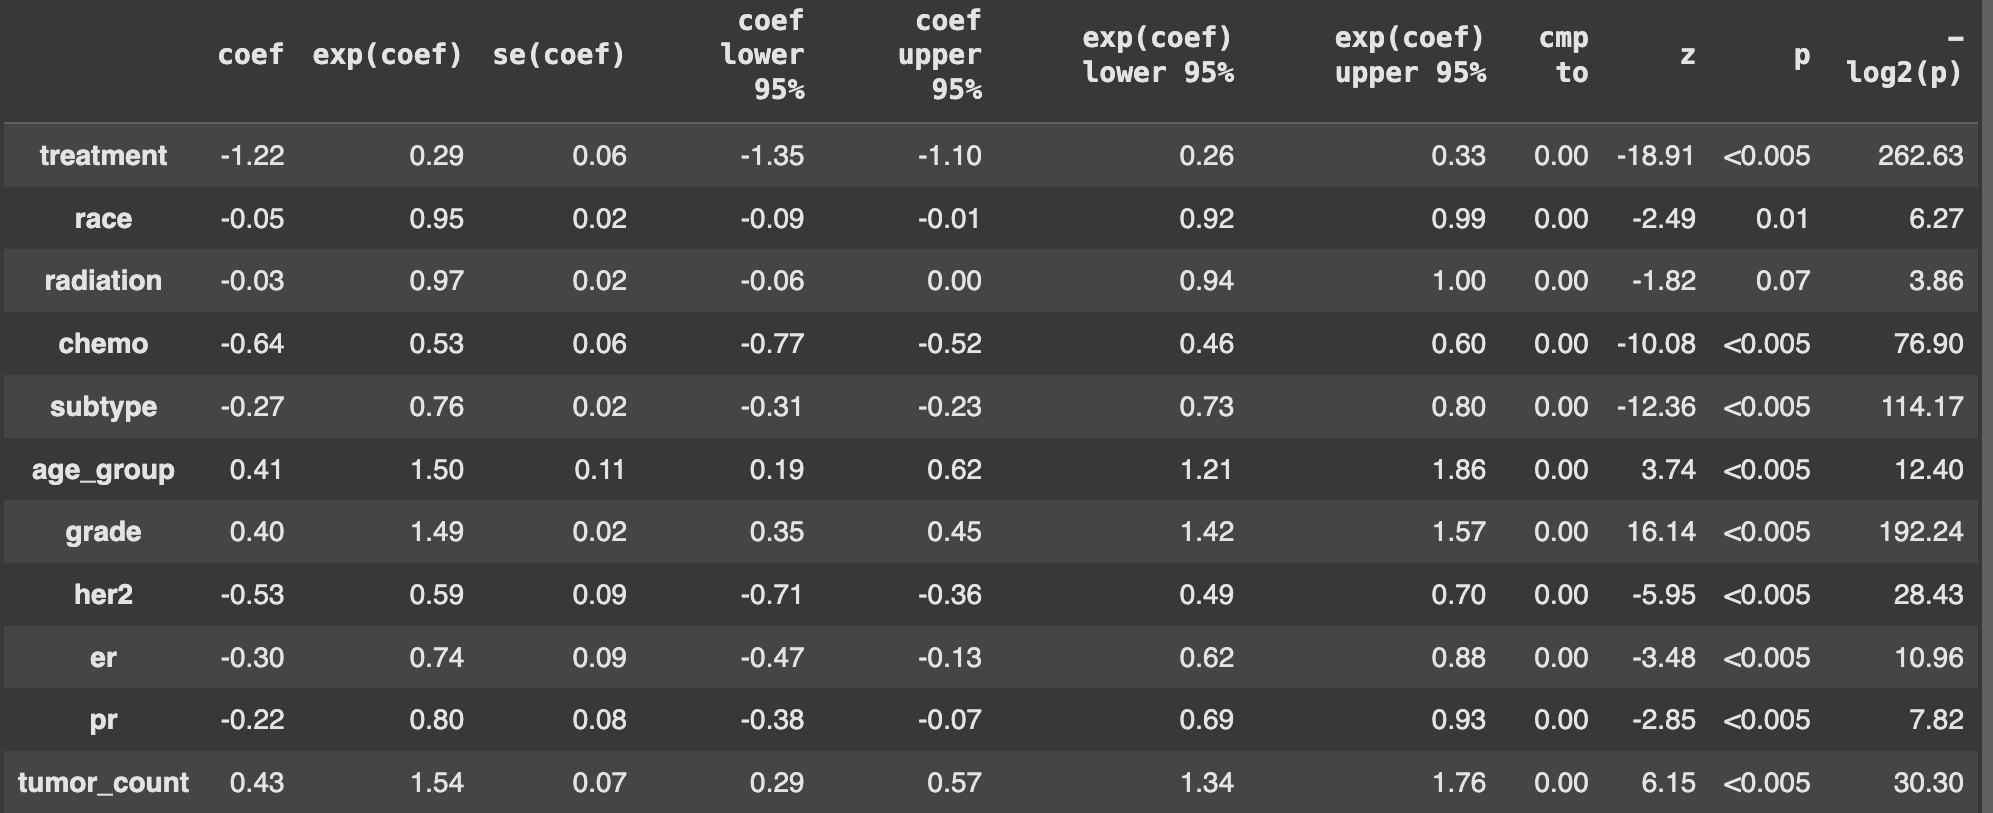 coef exp(coef) se(coef) coef lower 95% coef upper 95% exp(coef) lower 95% exp(coef) upper 95% cmp to z p -log2(p)
treatment -1.22 0.29 0.06 -1.35 -1.10 0.26 0.33 0.00 -18.91 <0.005 262.63
race -0.05 0.95 0.02 -0.09 -0.01 0.92 0.99 0.00 -2.49 0.01 6.27
radiation -0.03 0.97 0.02 -0.06 0.00 0.94 1.00 0.00 -1.82 0.07 3.86
chemo -0.64 0.53 0.06 -0.77 -0.52 0.46 0.60 0.00 -10.08 <0.005 76.90
subtype -0.27 0.76 0.02 -0.31 -0.23 0.73 0.80 0.00 -12.36 <0.005 114.17
age_group 0.41 1.50 0.11 0.19 0.62 1.21 1.86 0.00 3.74 <0.005 12.40
grade 0.40 1.49 0.02 0.35 0.45 1.42 1.57 0.00 16.14 <0.005 192.24
her2 -0.53 0.59 0.09 -0.71 -0.36 0.49 0.70 0.00 -5.95 <0.005 28.43
er -0.30 0.74 0.09 -0.47 -0.13 0.62 0.88 0.00 -3.48 <0.005 10.96
pr -0.22 0.80 0.08 -0.38 -0.07 0.69 0.93 0.00 -2.85 <0.005 7.82
tumor_count 0.43 1.54 0.07 0.29 0.57 1.34 1.76 0.00 6.15 <0.005 30.30